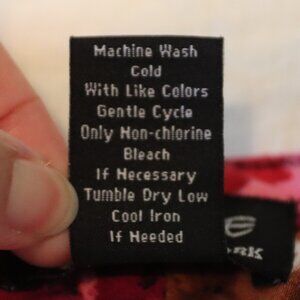 Machine Wash
Cold
With Like Colors
Gentle Cycle
Only Non-chlorine
Bleach
If Necessary
Tumble Dry Low
Cool Iron
If Needed